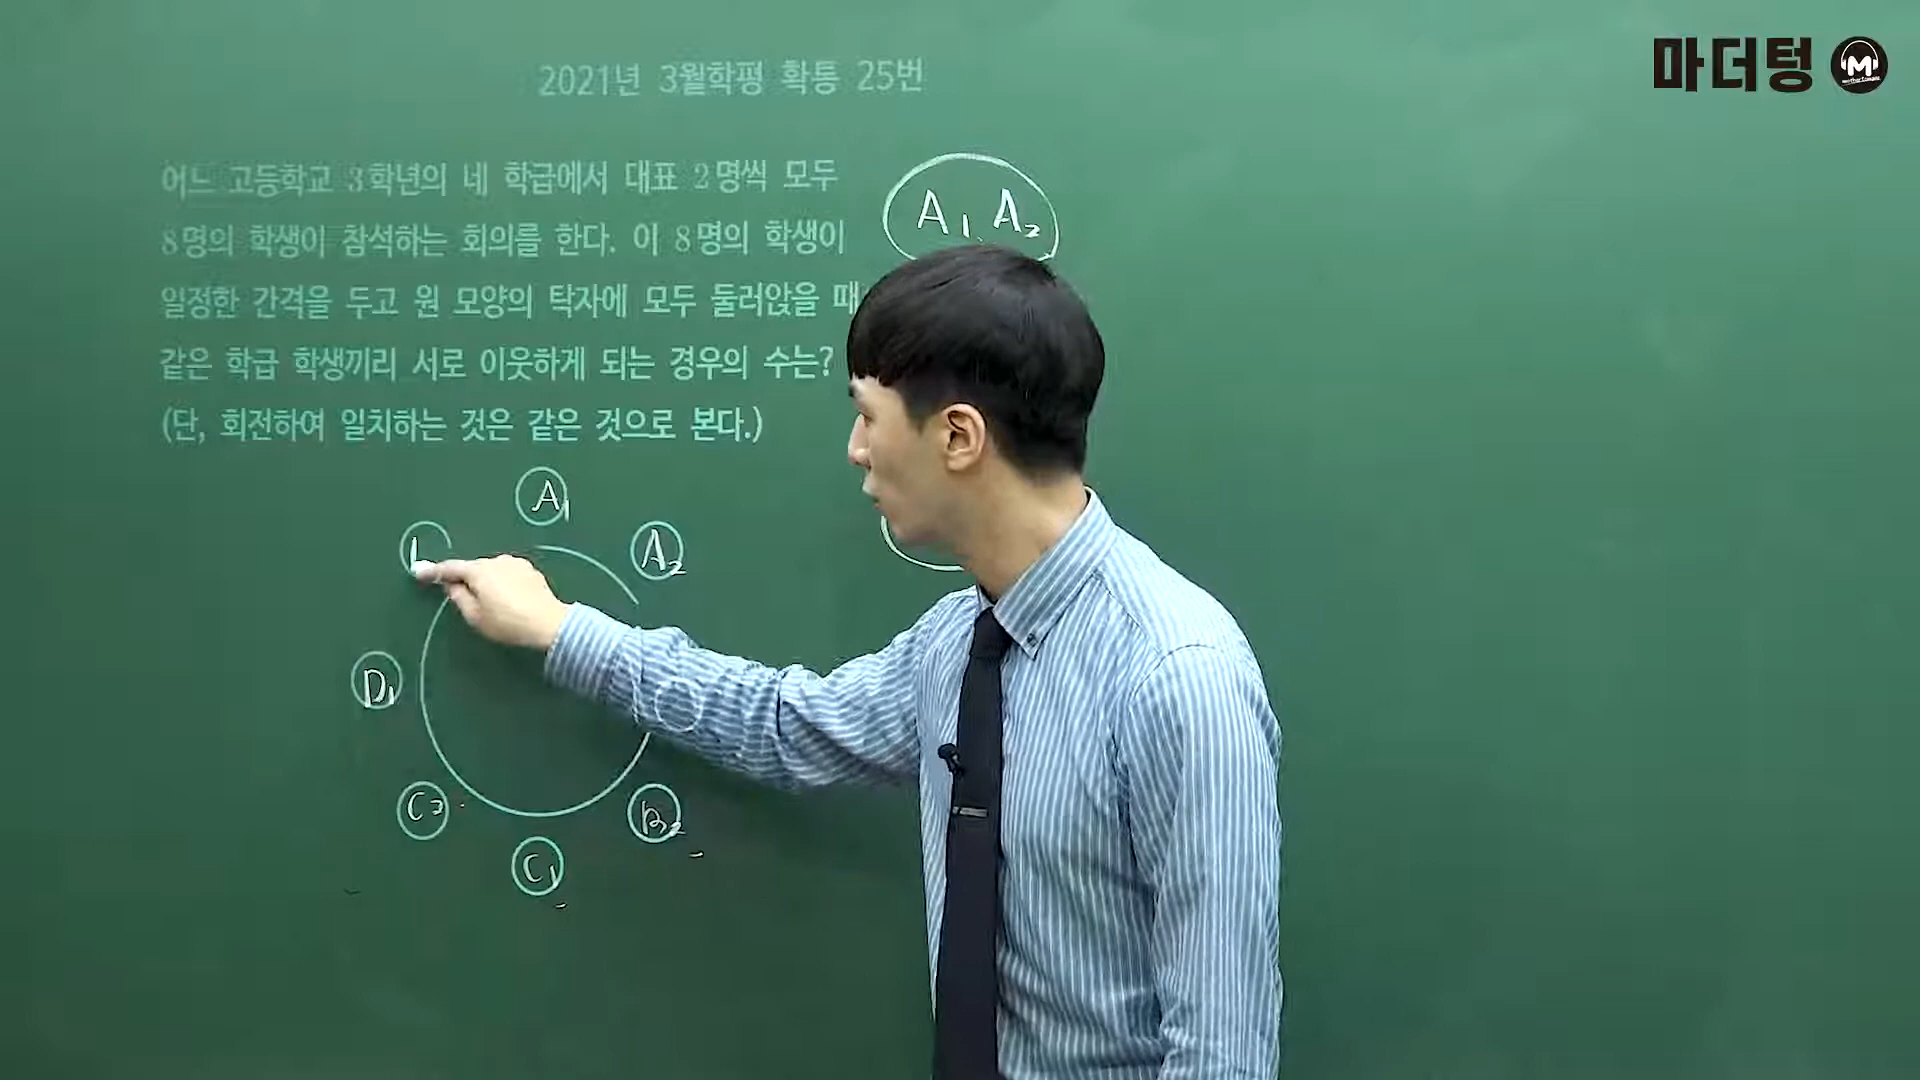 마더텅 M
2021년 3월학평 확통 25번
어느 고등학교 3학년의 네 학급에서 대표 2명씩 모두
8명의 학생이 참석하는 회의를 한다. 이 8명의 학생이
일정한 간격을 두고 원 모양의 탁자에 모두 둘러앉을 때
같은 학급 학생끼리 서로 이웃하게 되는 경우의 수는?
(단, 회전하여 일치하는 것은 같은 것으로 본다.)
A₁, A₂
A₁
A₂
D₁
C₂
B₂
C₁